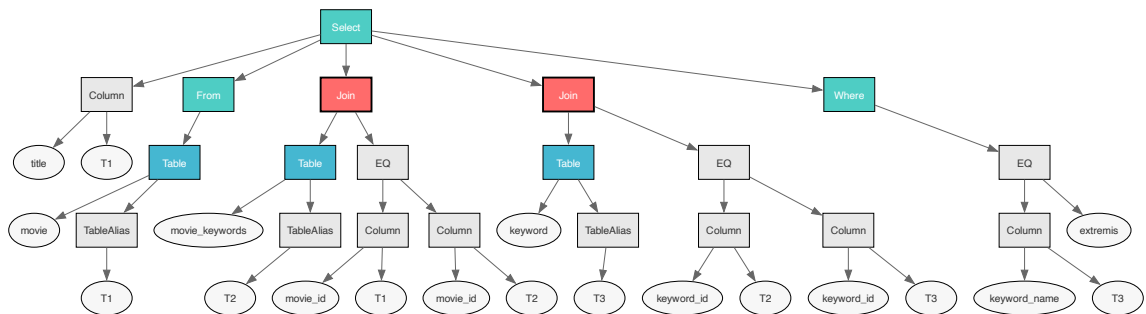 Select
Column
From
Join
Join
Where
title
T1
Table
Table
EQ
Table
EQ
EQ
movie
TableAlias
movie_keywords
TableAlias
Column
Column
keyword
TableAlias
Column
Column
Column
extremis
T1
T2
movie_id
T1
movie_id
T2
T3
keyword_id
T2
keyword_id
T3
keyword_name
T3